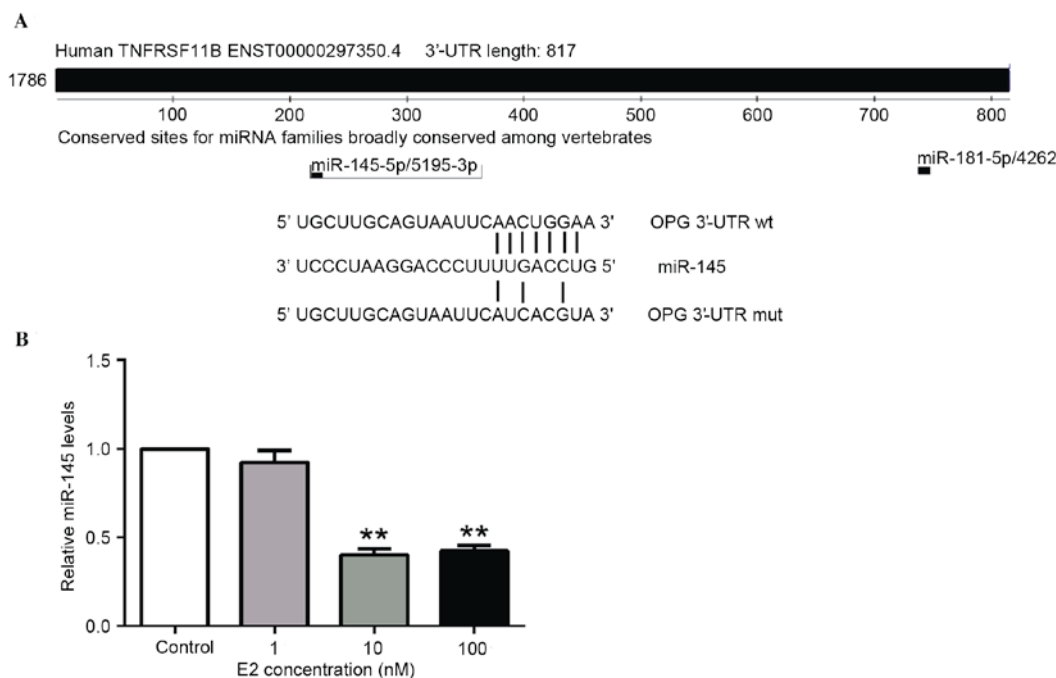 A
Human TNFRSF11B ENST00000297350.4 3'-UTR length: 817
1786
100 200 300 400 500 600 700 800
Conserved sites for miRNA families broadly conserved among vertebrates
miR-145-5p/5195-3p
miR-181-5p/4262
5' UGCUUGCAGUAAUUCAACUGGAA 3' OPG 3'-UTR wt
3' UCCCUAAGGACCCUUUUGACCUG 5' miR-145
5' UGCUUGCAGUAAUUCAUCACGUA 3' OPG 3'-UTR mut
B
Relative miR-145 levels
1.5
1.0
0.5
0.0
** **
Control 1 10 100
E2 concentration (nM)